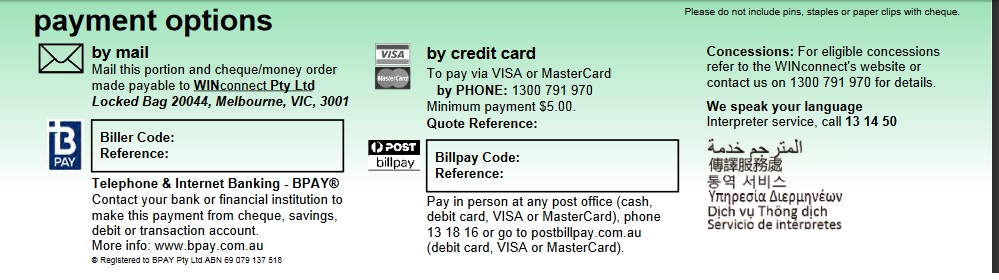 payment options
Please do not include pins, staples or paper clips with cheque.
by mail
Mail this portion and cheque/money order
made payable to WINconnect Pty Ltd
Locked Bag 20044, Melbourne, VIC, 3001
B
PAY
Biller Code:
Reference:
Telephone & Internet Banking - BPAY®
Contact your bank or financial institution to
make this payment from cheque, savings,
debit or transaction account.
More info: www.bpay.com.au
® Registered to BPAY Pty Ltd ABN 69 079 137 518
VISA
MasterCard
by credit card
To pay via VISA or MasterCard
by PHONE: 1300 791 970
Minimum payment $5.00.
Quote Reference:
POST
billpay
Billpay Code:
Reference:
Pay in person at any post office (cash,
debit card, VISA or MasterCard), phone
13 18 16 or go to postbillpay.com.au
(debit card, VISA or MasterCard).
Concessions: For eligible concessions
refer to the WINconnect's website or
contact us on 1300 791 970 for details.
We speak your language
Interpreter service, call 13 14 50
المترجم خدمة
傳譯服務處
통역 서비스
Υπηρεσία Διερμηνέων
Dịch vụ Thông dịch
Servicio de intérpretes